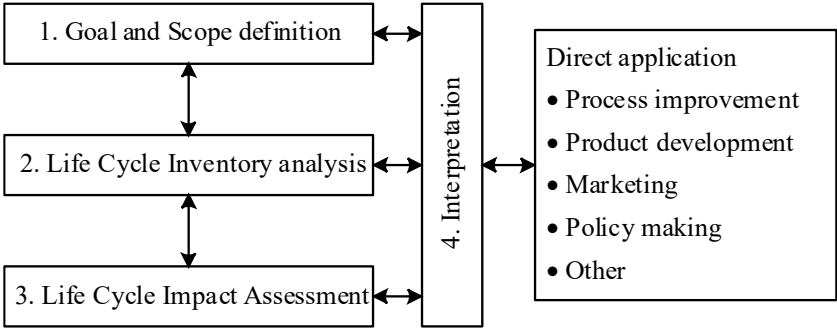 1. Goal and Scope definition
2. Life Cycle Inventory analysis
3. Life Cycle Impact Assessment
4. Interpretation
Direct application
• Process improvement
• Product development
• Marketing
• Policy making
• Other